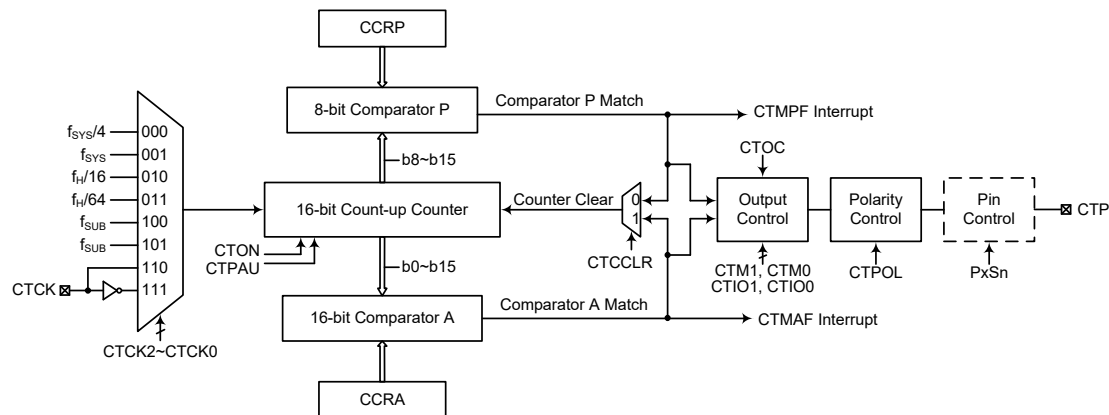 CCRP
8-bit Comparator P
Comparator P Match
CTMPF Interrupt
b8~b15
fSYS/4
000
fSYS
001
fH/16
010
fH/64
011
fSUB
100
fSUB
101
110
111
CTCK
CTCK2~CTCK0
16-bit Count-up Counter
CTON
CTPAU
Counter Clear
0
1
CTCCLR
CTOC
Output
Control
CTM1, CTM0
CTIO1, CTIO0
Polarity
Control
CTPOL
Pin
Control
PxSn
CTP
b0~b15
16-bit Comparator A
Comparator A Match
CTMAF Interrupt
CCRA